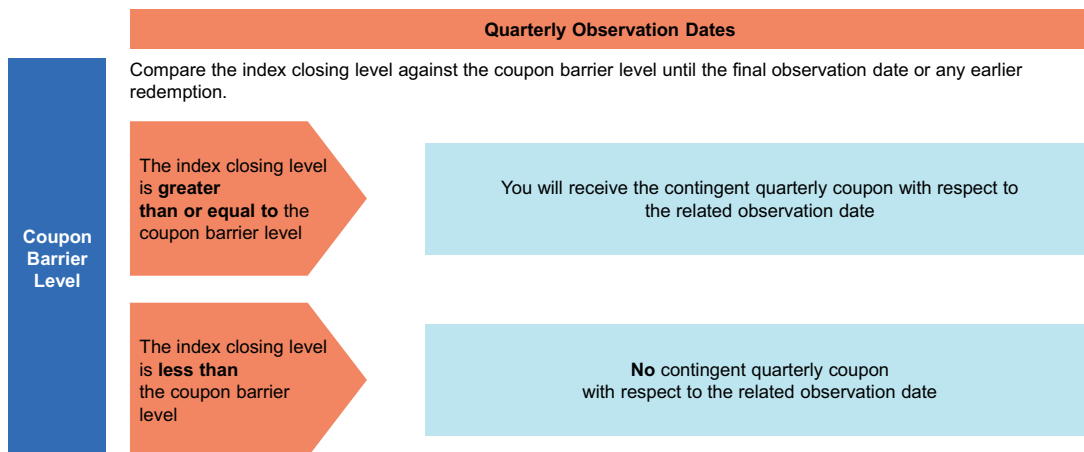 Quarterly Observation Dates
Compare the index closing level against the coupon barrier level until the final observation date or any earlier
redemption.
Coupon
Barrier
Level
The index closing level
is greater
than or equal to the
coupon barrier level
You will receive the contingent quarterly coupon with respect to
the related observation date
The index closing level
is less than
the coupon barrier
level
No contingent quarterly coupon
with respect to the related observation date